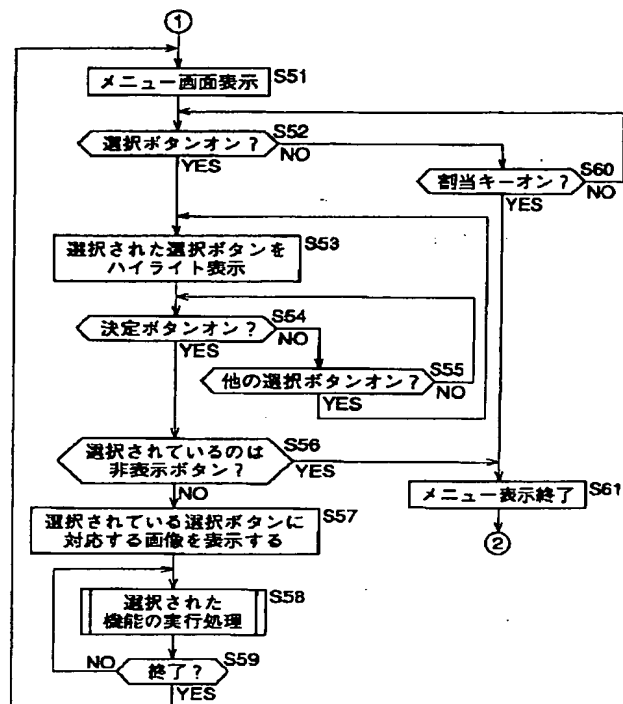 1
メニュー画面表示 S51
選択ボタンオン？ S52
YES
NO
割当キーオン？ S60
NO
YES
選択された選択ボタンを
ハイライト表示
S53
決定ボタンオン？ S54
NO
YES
他の選択ボタンオン？ S55
NO
YES
選択されているのは
非表示ボタン？
S56
YES
NO
メニュー表示終了 S61
2
選択されている選択ボタンに
対応する画像を表示する
S57
選択された
機能の実行処理
S58
NO
終了？ S59
YES